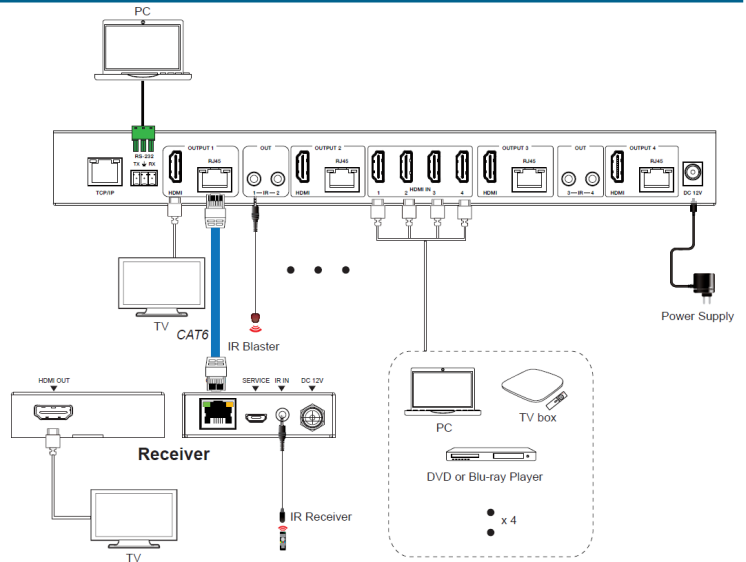 PC
OUTPUT 1
OUT
OUTPUT 2
OUTPUT 3
OUT
OUTPUT 4
RS-232
TX RX
RJ45
RJ45
RJ45
RJ45
TCP/IP
HDMI
1 IR 2
HDMI
1 2 3 4
HDMI IN
HDMI
3 IR 4
HDMI
DC 12V
TV
CAT6
IR Blaster
Power Supply
HDMI OUT
SERVICE IR IN DC 12V
Receiver
PC
TV box
DVD or Blu-ray Player
x 4
IR Receiver
TV